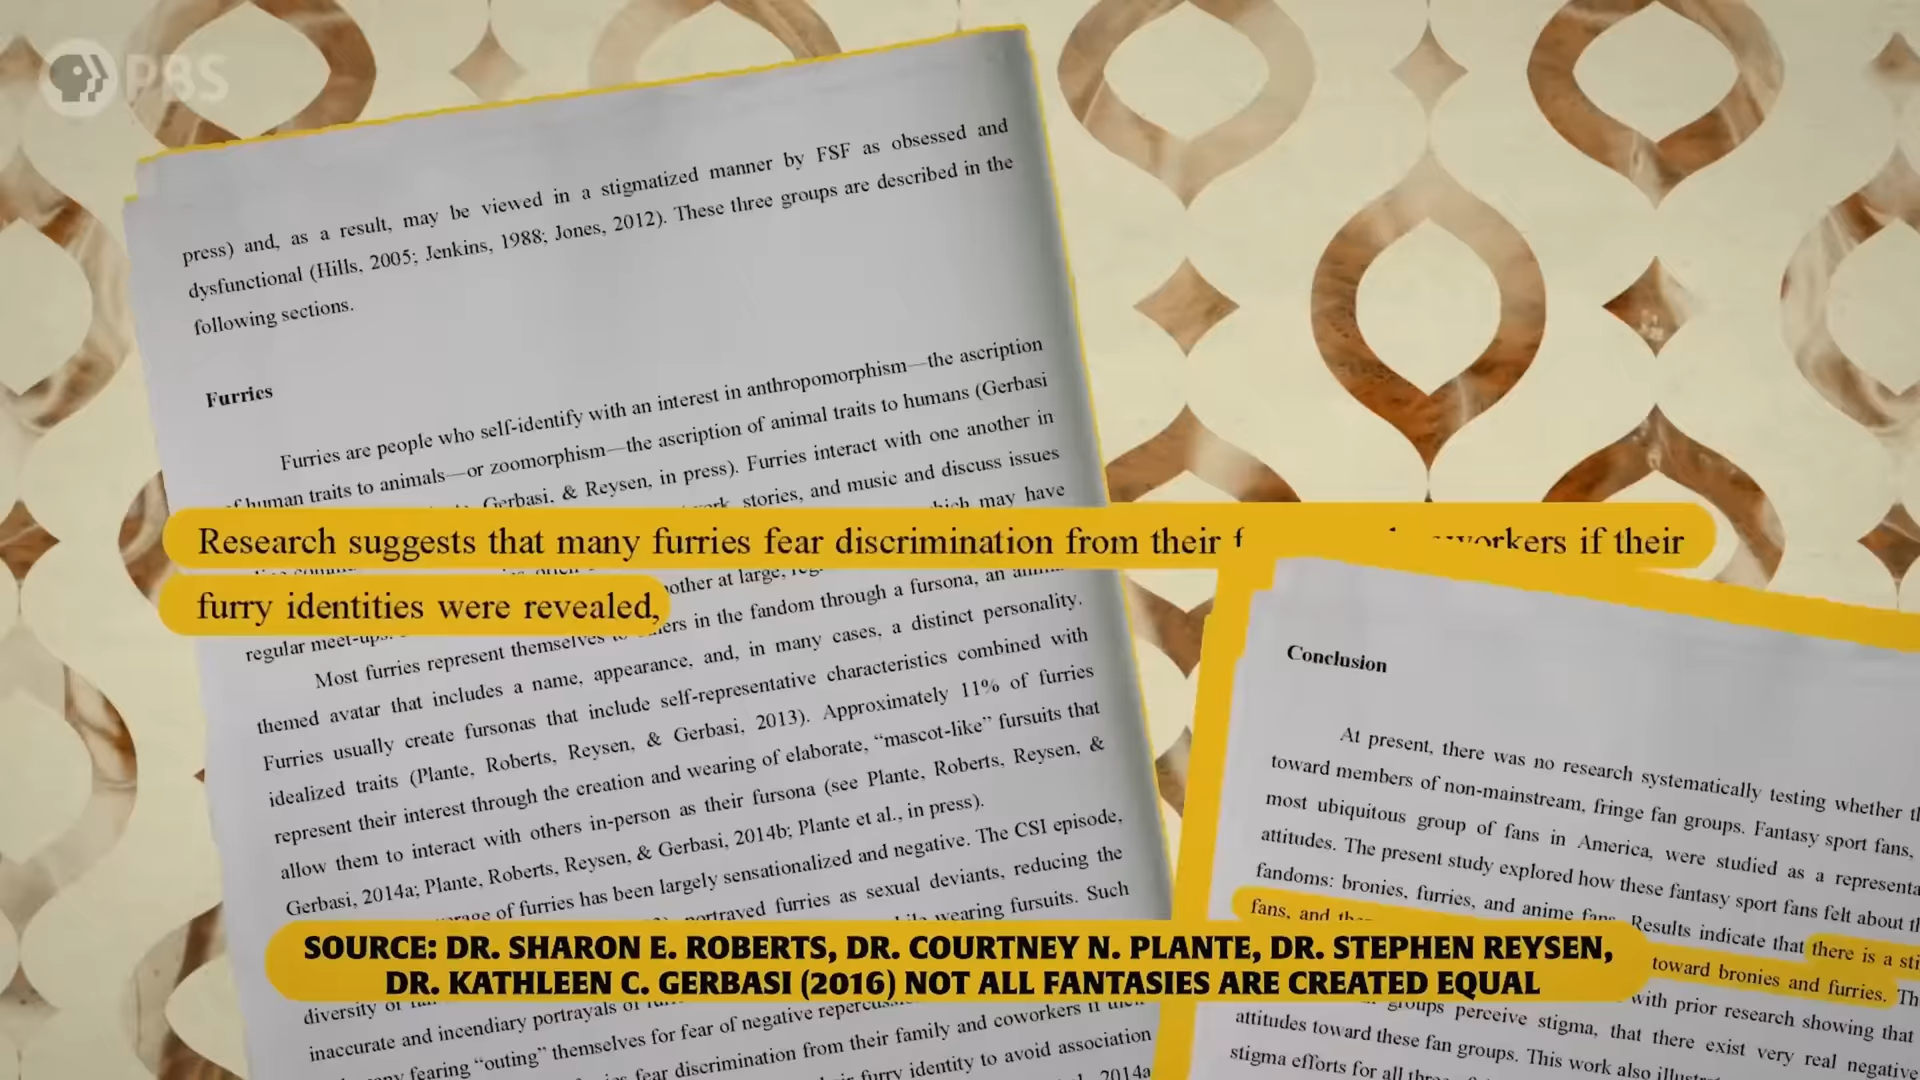 PBS
press) and, as a result, may be viewed in a stigmatized manner by FSF as obsessed and
dysfunctional (Hills, 2005; Jenkins, 1988; Jones, 2012). These three groups are described in the
following sections.
Furries
Furries are people who self-identify with an interest in anthropomorphism—the ascription
of human traits to animals—or zoomorphism—the ascription of animal traits to humans (Gerbasi
Gerbasi, & Reysen, in press). Furries interact with one another in
stories, and music and discuss issues
which may have
Research suggests that many furries fear discrimination from their workers if their
furry identities were revealed,
other at large,
regular meet-ups. in the fandom through a fursona, an
Most furries represent themselves to others
themed avatar that includes a name, appearance, and, in many cases, a distinct personality.
Furries usually create fursonas that include self-representative characteristics combined with
idealized traits (Plante, Roberts, Reysen, & Gerbasi, 2013). Approximately 11% of furries
represent their interest through the creation and wearing of elaborate, “mascot-like” fursuits that
allow them to interact with others in-person as their fursona (see Plante, Roberts, Reysen, &
Gerbasi, 2014a; Plante, Roberts, Reysen, & Gerbasi, 2014b; Plante et al., in press).
of furries has been largely sensationalized and negative. The CSI episode,
portrayed furries as sexual deviants, reducing the
wearing fursuits. Such
SOURCE: DR. SHARON E. ROBERTS, DR. COURTNEY N. PLANTE, DR. STEPHEN REYSEN,
DR. KATHLEEN C. GERBASI (2016) NOT ALL FANTASIES ARE CREATED EQUAL
diversity of
inaccurate and incendiary portrayals of
fearing “outing” themselves for fear of negative
fear discrimination from their family and coworkers if their
furry identity to avoid association
2014a
Conclusion
At present, there was no research systematically testing whether
toward members of non-mainstream, fringe fan groups. Fantasy sport fans,
most ubiquitous group of fans in America, were studied as a
attitudes. The present study explored how these fantasy sport fans felt about
fandoms: bronies, furries, and anime fans. Results indicate that there is a
fans, and toward bronies and furries.
with prior research showing that
groups perceive stigma, that there exist very real negative
attitudes toward these fan groups. This work also
stigma efforts for all